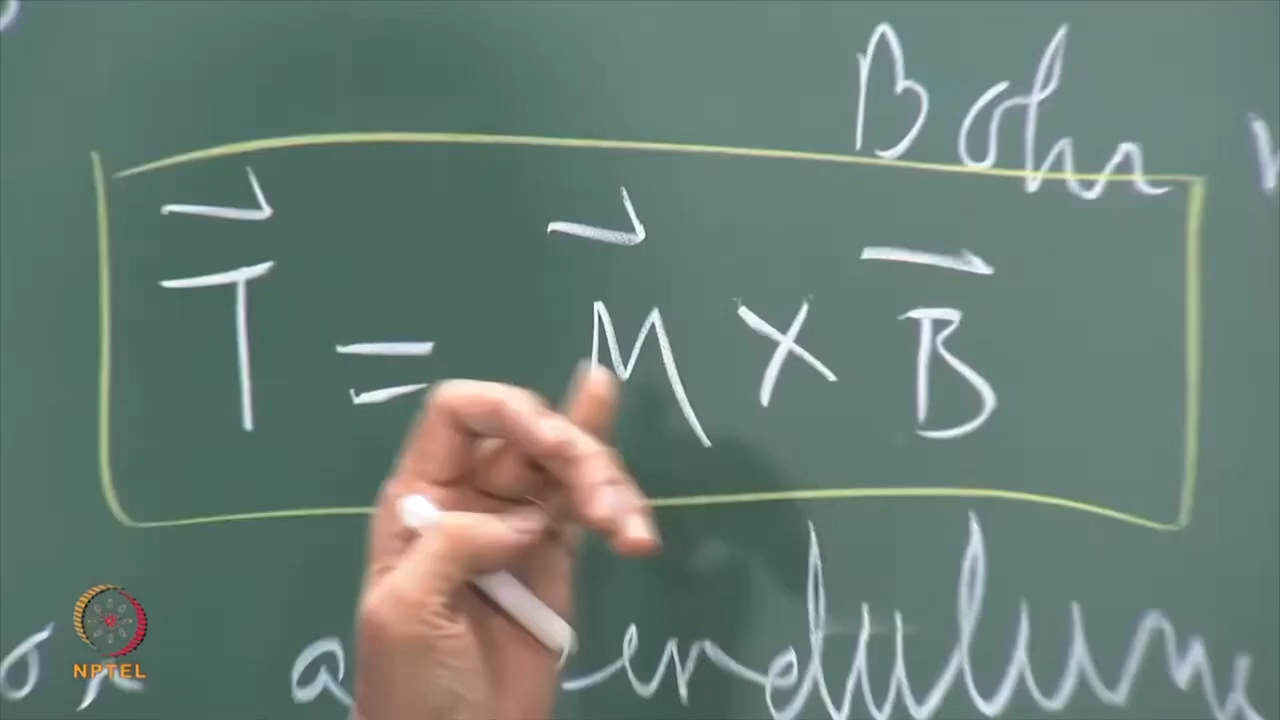 Bohr
T⃗ = M⃗ × B⃗
pendulum
NPTEL